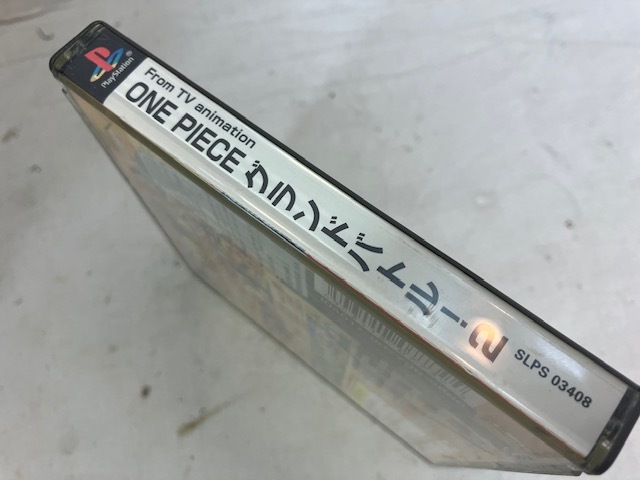 PlayStation
From TV animation
ONE PIECE グランドバトル! 2
SLPS 03408